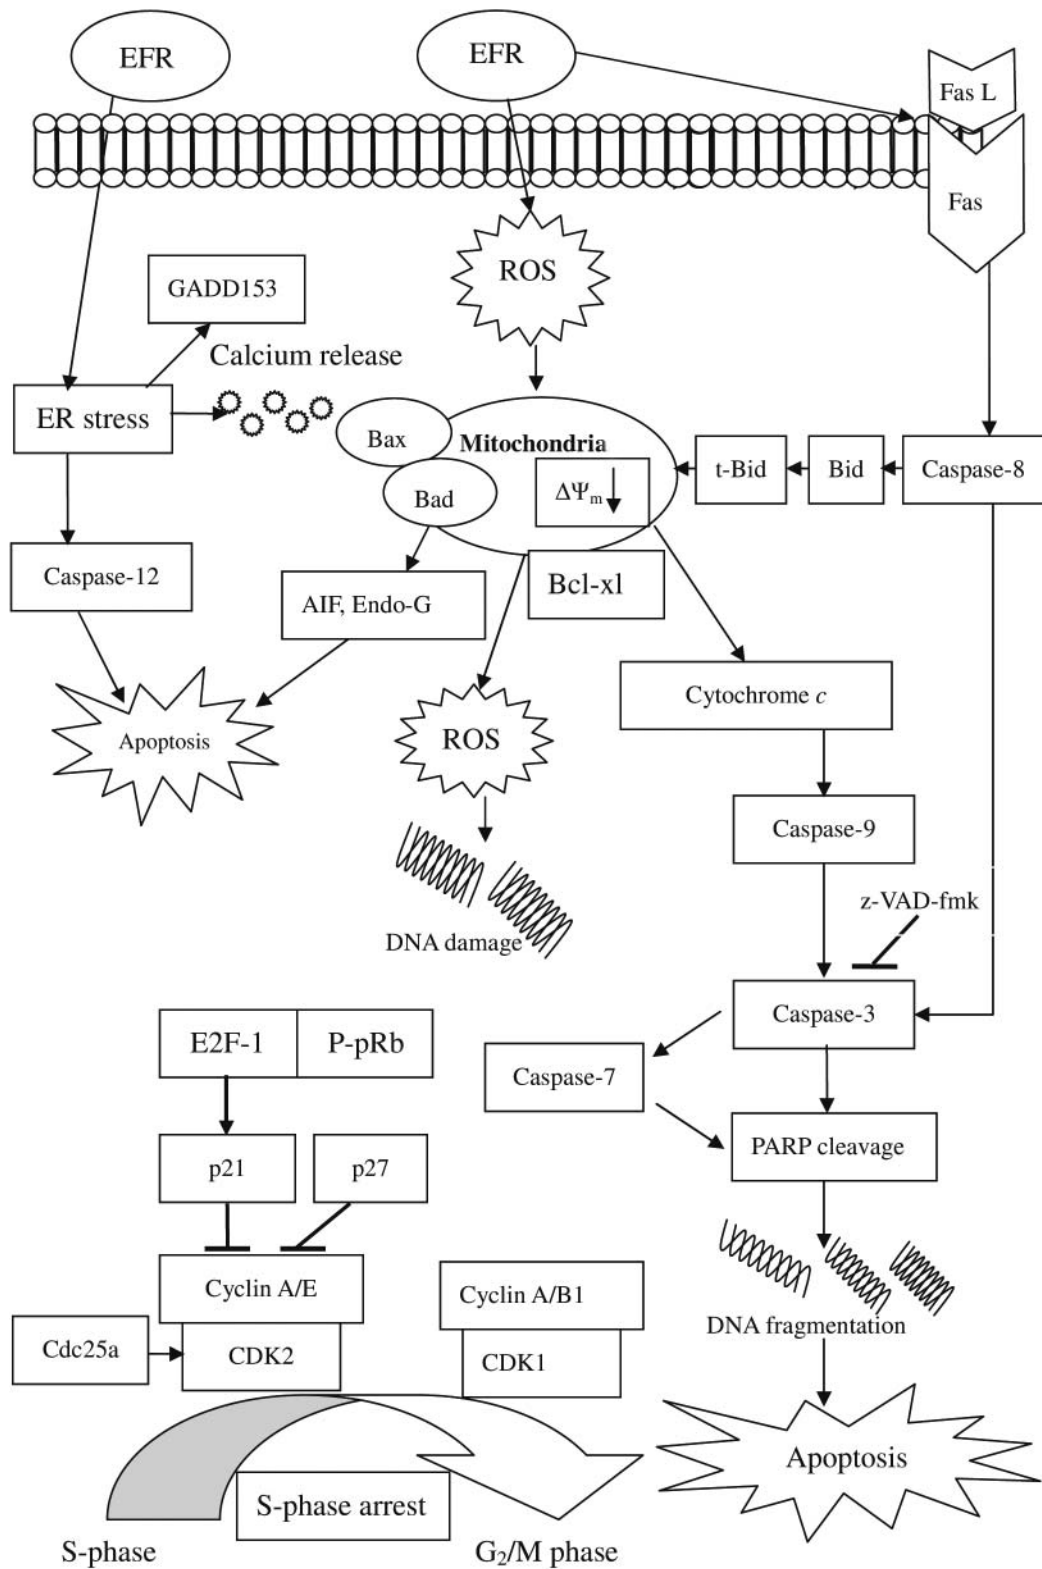 EFR
EFR
Fas L
Fas
ROS
GADD153
Calcium release
ER stress
Bax
Mitochondria
Bad
ΔΨm
t-Bid
Bid
Caspase-8
Caspase-12
AIF, Endo-G
Bcl-xl
Cytochrome c
Apoptosis
ROS
Caspase-9
z-VAD-fmk
DNA damage
Caspase-3
E2F-1
P-pRb
Caspase-7
PARP cleavage
p21
p27
Cyclin A/E
Cyclin A/B1
DNA fragmentation
Cdc25a
CDK2
CDK1
Apoptosis
S-phase arrest
S-phase
G2/M phase